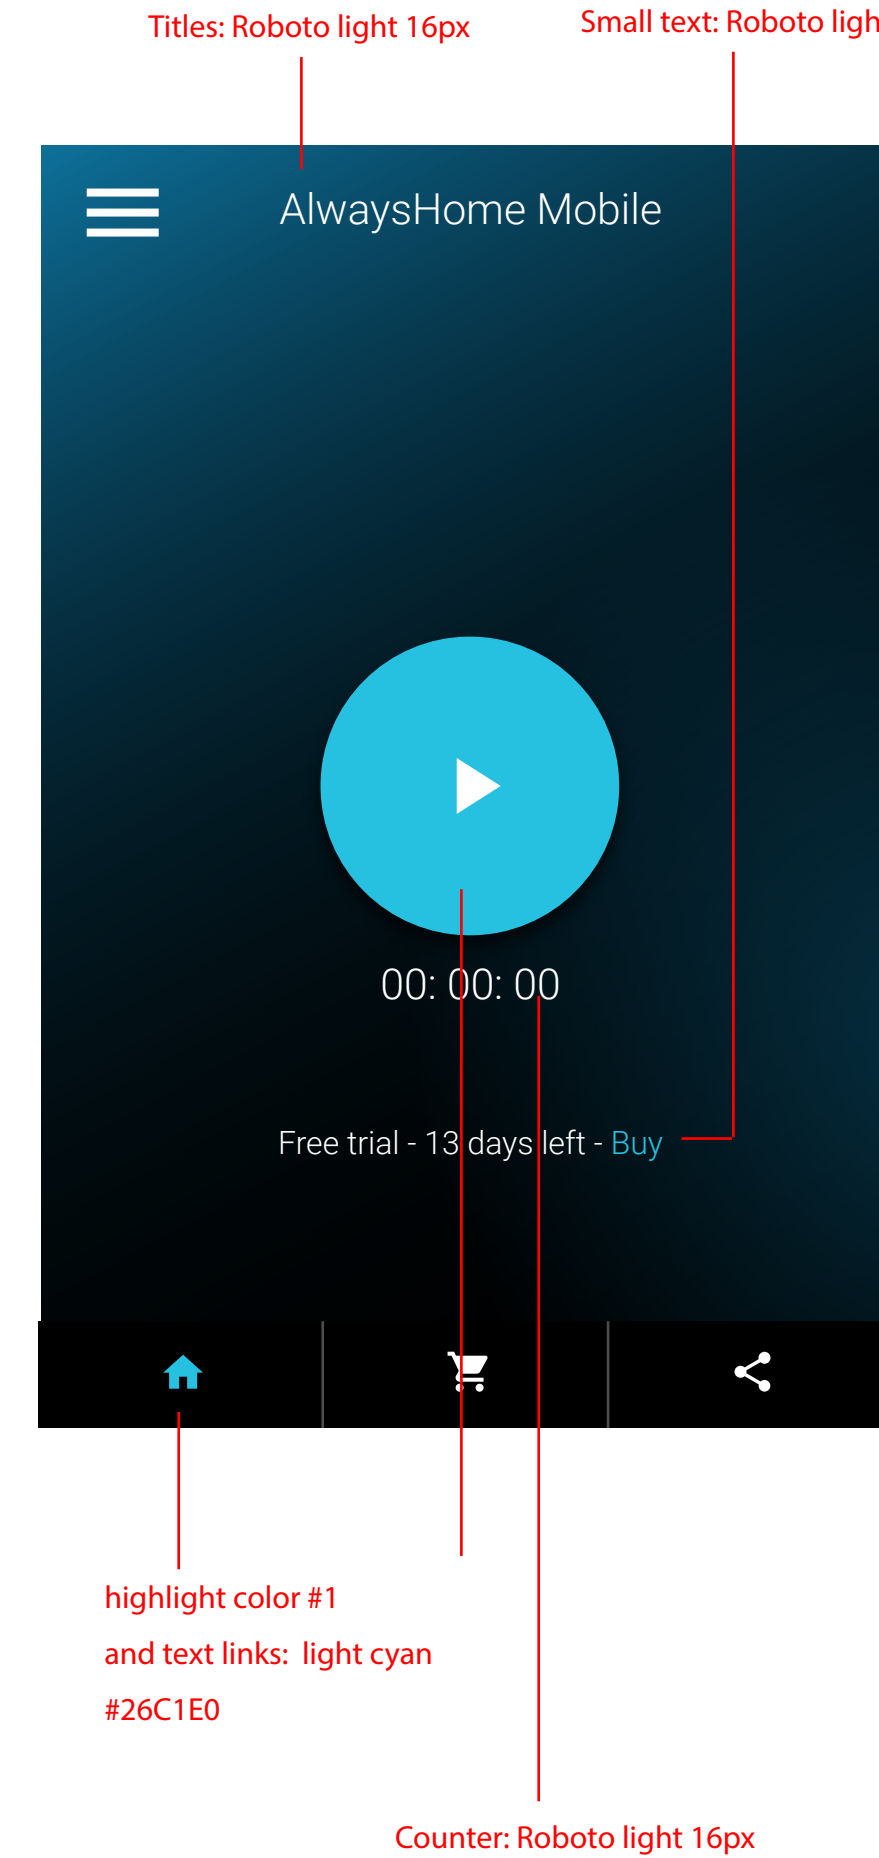 Titles: Roboto light 16px
Small text: Roboto
AlwaysHome Mobile
00: 00: 00
Free trial - 13 days left - Buy
highlight color #1
and text links:  light cyan
#26C1E0
Counter: Roboto light 16px